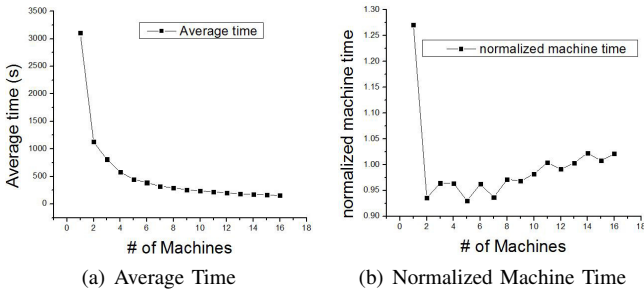 3500
3000
2500
2000
1500
1000
500
0
Average time (s)
Average time
0 2 4 6 8 10 12 14 16 18
# of Machines
(a) Average Time
1.30
1.25
1.20
1.15
1.10
1.05
1.00
0.95
0.90
normalized machine time
normalized machine time
0 2 4 6 8 10 12 14 16 18
# of Machines
(b) Normalized Machine Time